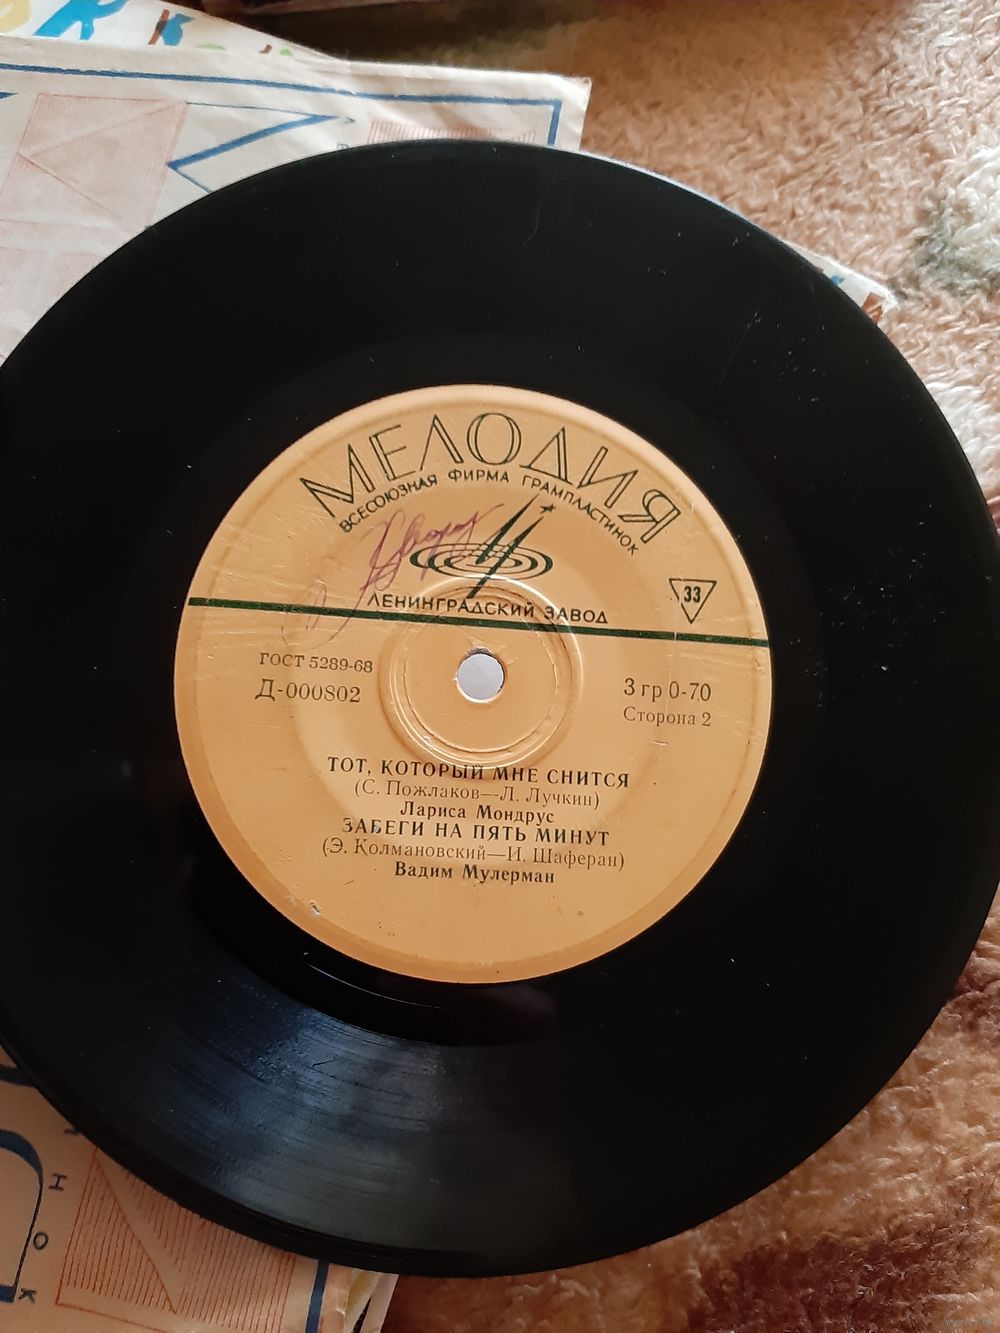 МЕЛОДИЯ
ВСЕСОЮЗНАЯ ФИРМА ГРАМПЛАСТИНОК
33
ЛЕНИНГРАДСКИЙ ЗАВОД
ГОСТ 5289-68
Д-000802
3 гр 0-70
Сторона 2
ТОТ, КОТОРЫЙ МНЕ СНИТСЯ
(С. Пожлаков—Л. Лучкин)
Лариса Мондрус
ЗАБЕГИ НА ПЯТЬ МИНУТ
(Э. Колмановский—И. Шаферан)
Вадим Мулерман
Н
О
К